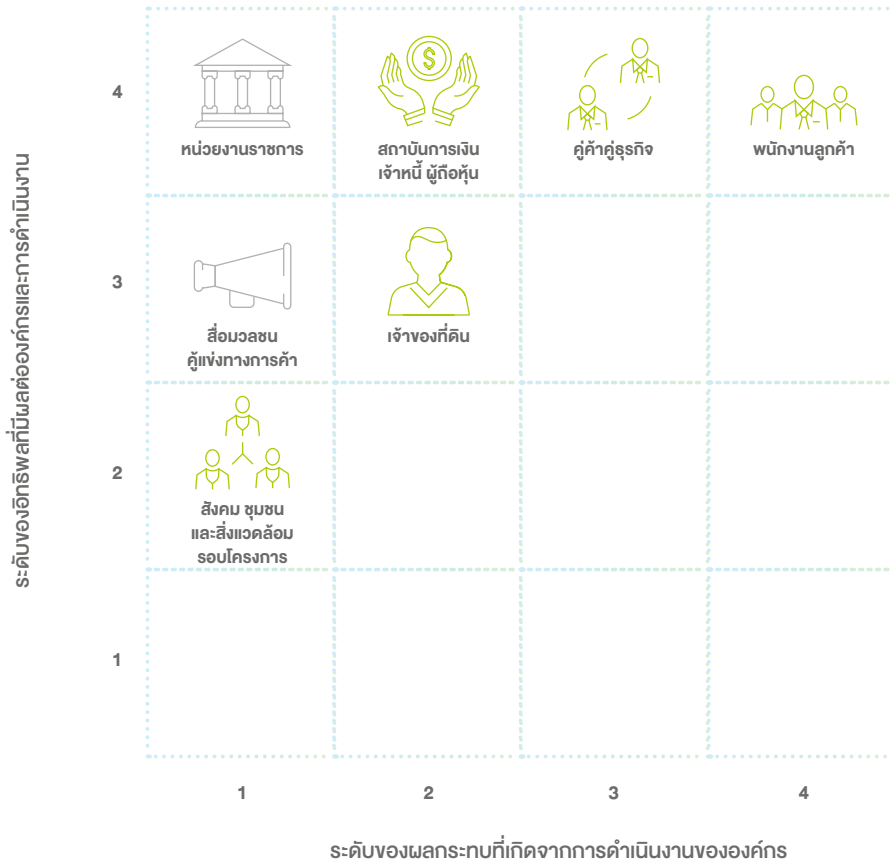 ระดับของอิทธิพลที่มีผลต่อองค์กรและการดำเนินงาน
4
หน่วยงานราชการ
สถาบันการเงิน
เจ้าหนี้ ผู้ถือหุ้น
คู่ค้าคู่ธุรกิจ
พนักงานลูกค้า
3
สื่อมวลชน
คู้แข่งทางการค้า
เจ้าของที่ดิน
2
สังคม ชุมชน
และสิ่งแวดล้อม
รอบโครงการ
1
1
2
3
4
ระดับของผลกระทบที่เกิดจากการดำเนินงานขององค์กร
$